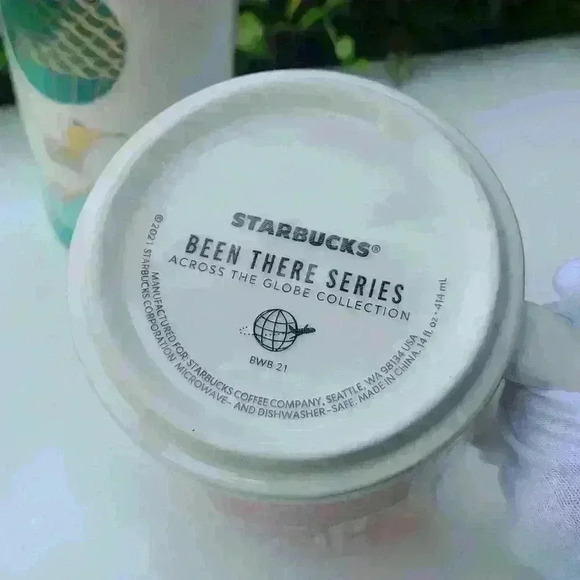 STARBUCKS®
BEEN THERE SERIES
ACROSS THE GLOBE COLLECTION
BWB 21
MANUFACTURED FOR: STARBUCKS COFFEE COMPANY, SEATTLE, WA 98134 USA
©2021 STARBUCKS CORPORATION. MICROWAVE- AND DISHWASHER-SAFE. MADE IN CHINA. 14 fl. oz • 414 mL